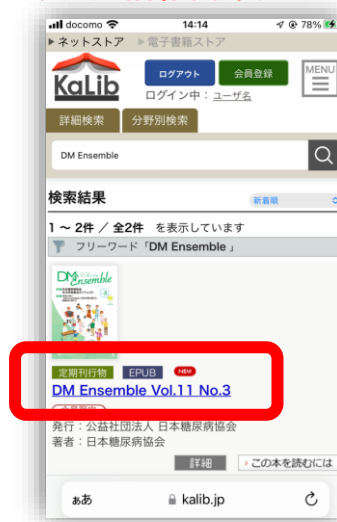 docomo 14:14 78%
▶ネットストア ▶電子書籍ストア
KaLib
ログアウト 会員登録 MENU
ログイン中：ユーザ名
詳細検索 分野別検索
DM Ensemble
検索結果 新着順
1 ～ 2件 ／ 全2件 を表示しています
フリーワード「DM Ensemble 」
DM Ensemble
定期刊行物 EPUB NEW
DM Ensemble Vol.11 No.3
発行：公益社団法人 日本糖尿病協会
著者：日本糖尿病協会
詳細 ›この本を読むには
ああ kalib.jp